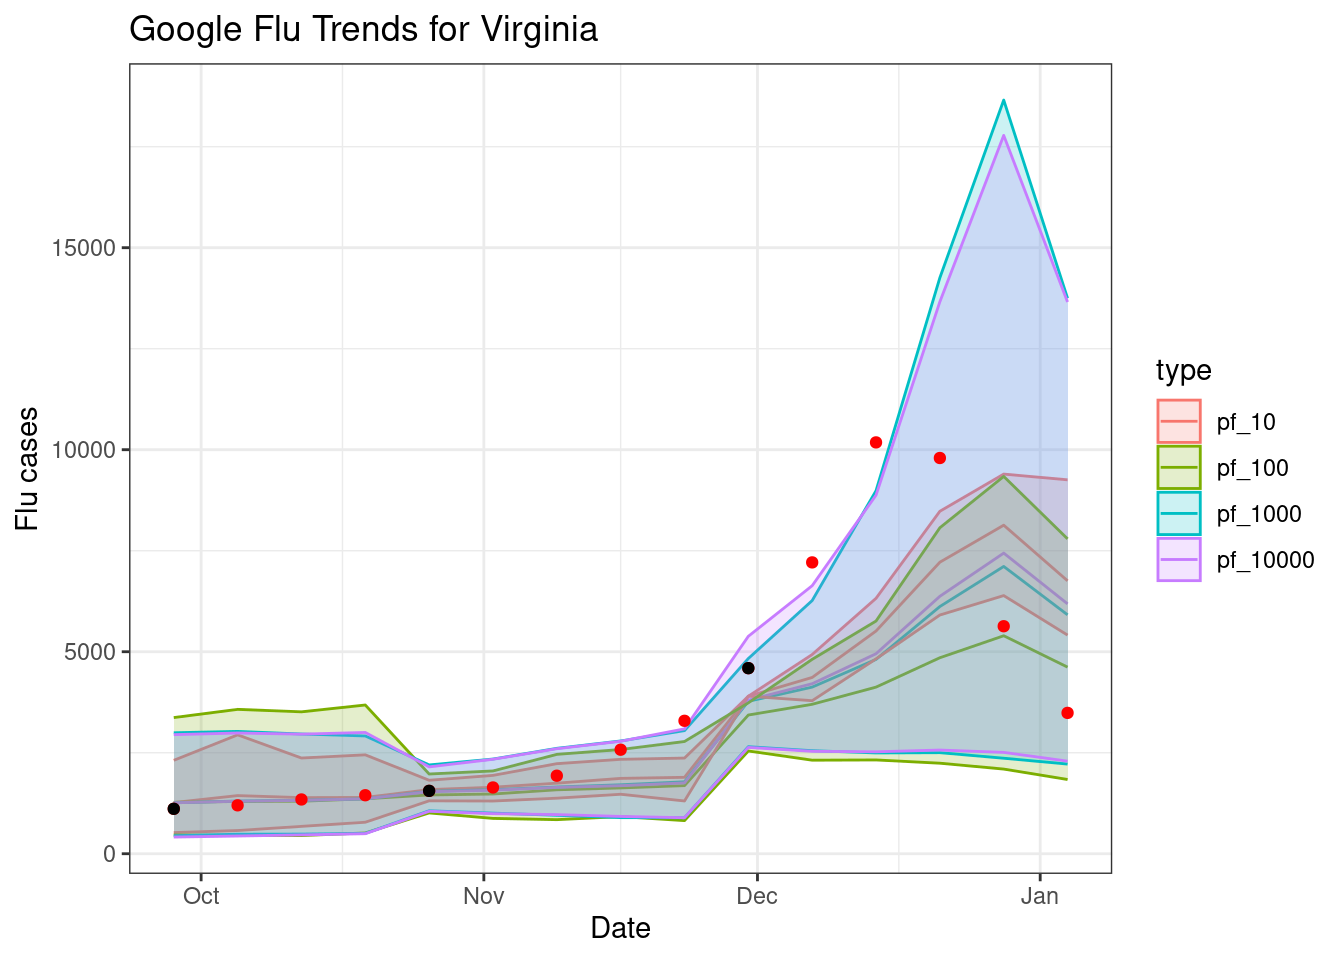 Google Flu Trends for Virginia
Flu cases
15000
10000
5000
0
Oct
Nov
Dec
Jan
Date
type
pf_10
pf_100
pf_1000
pf_10000